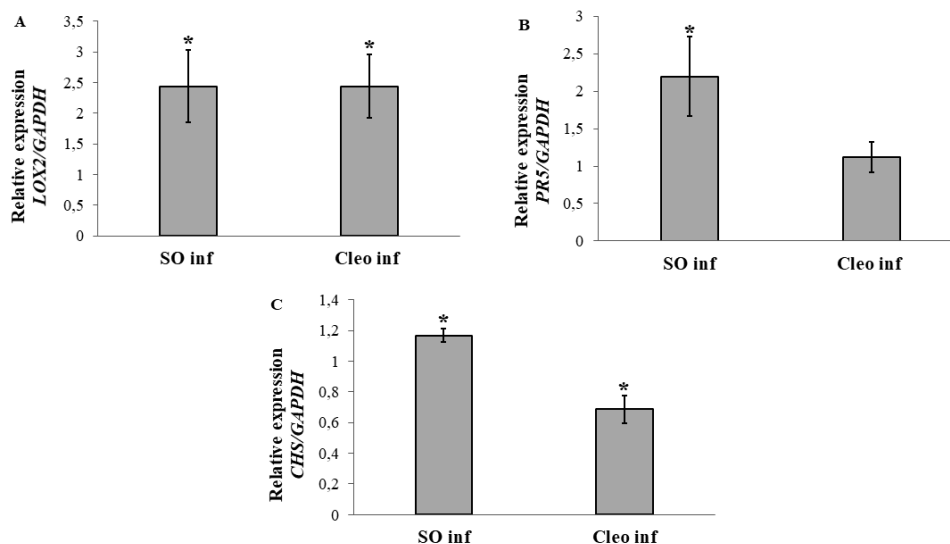 A
Relative expression
LOX2/GAPDH
3,5
3
2,5
2
1,5
1
0,5
0
*
*
SO inf
Cleo inf
B
Relative expression
PR5/GAPDH
3
2,5
2
1,5
1
0,5
0
*
SO inf
Cleo inf
C
Relative expression
CHS/GAPDH
1,4
1,2
1
0,8
0,6
0,4
0,2
0
*
*
SO inf
Cleo inf